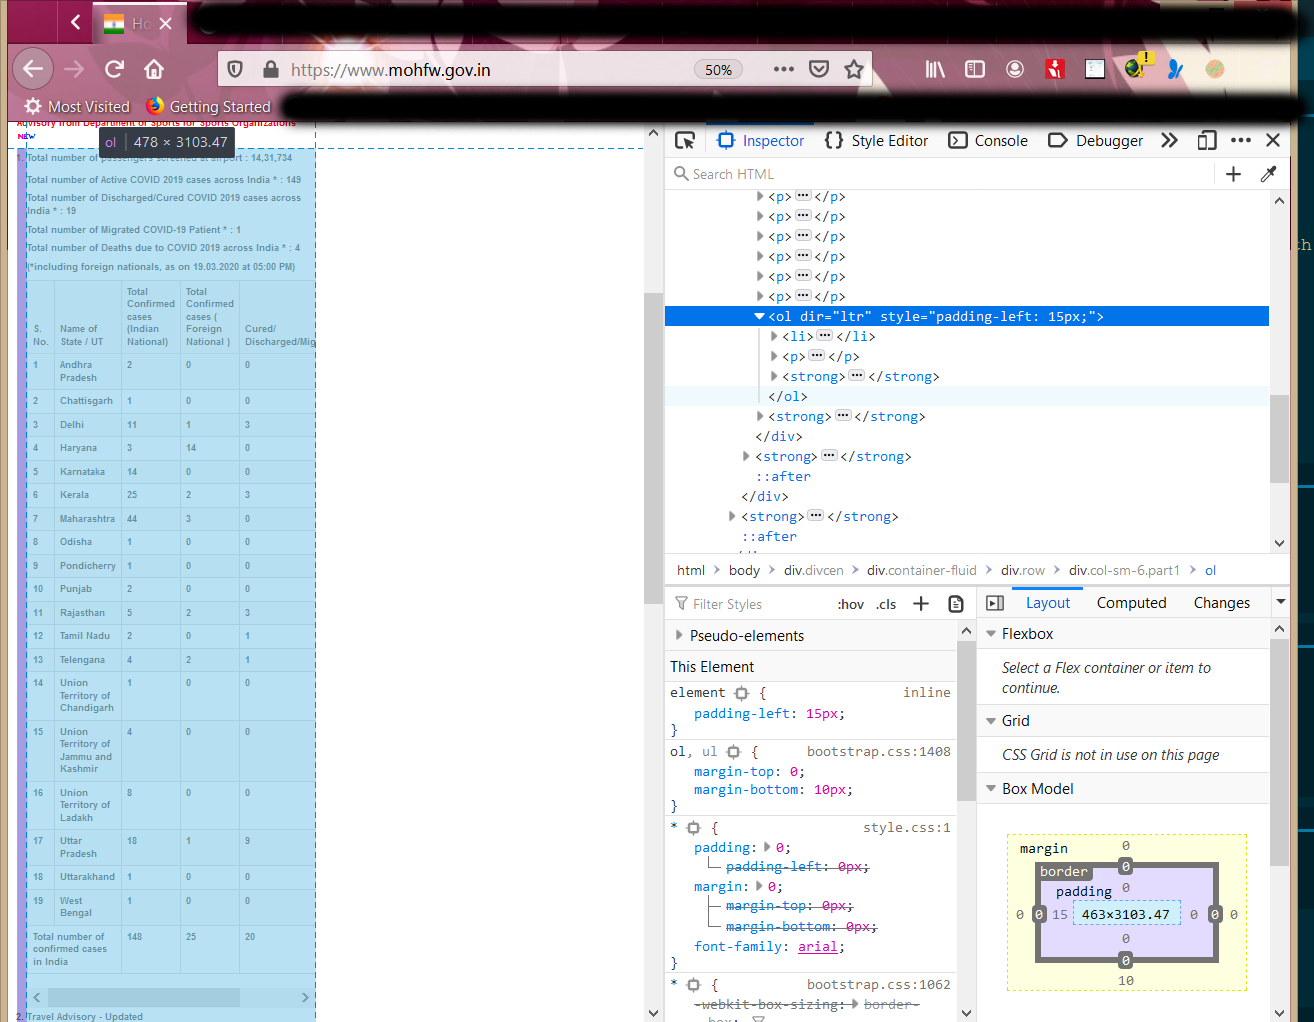 Ho
https://www.mohfw.gov.in
50%
Most Visited
Getting Started
Advisory from Department of Sports for Sports Organizations
NEW
ol 478 × 3103.47
1. Total number of passengers screened at airport : 14,31,734
Total number of Active COVID 2019 cases across India * : 149
Total number of Discharged/Cured COVID 2019 cases across
India * : 19
Total number of Migrated COVID-19 Patient * : 1
Total number of Deaths due to COVID 2019 across India * : 4
(*including foreign nationals, as on 19.03.2020 at 05:00 PM)
S. No. Name of State / UT Total Confirmed cases (Indian National) Total Confirmed cases ( Foreign National ) Cured/ Discharged/Mig
1 Andhra Pradesh 2 0 0
2 Chattisgarh 1 0 0
3 Delhi 11 1 3
4 Haryana 3 14 0
5 Karnataka 14 0 0
6 Kerala 25 2 3
7 Maharashtra 44 3 0
8 Odisha 1 0 0
9 Pondicherry 1 0 0
10 Punjab 2 0 0
11 Rajasthan 5 2 3
12 Tamil Nadu 2 0 1
13 Telengana 4 2 1
14 Union Territory of Chandigarh 1 0 0
15 Union Territory of Jammu and Kashmir 4 0 0
16 Union Territory of Ladakh 8 0 0
17 Uttar Pradesh 18 1 9
18 Uttarakhand 1 0 0
19 West Bengal 1 0 0
Total number of confirmed cases in India 148 25 20
2. Travel Advisory - Updated
Inspector
Style Editor
Console
Debugger
Search HTML
<p> ••• </p>
<p> ••• </p>
<p> ••• </p>
<p> ••• </p>
<p> ••• </p>
<p> ••• </p>
<ol dir="ltr" style="padding-left: 15px;">
<li> ••• </li>
<p> ••• </p>
<strong> ••• </strong>
</ol>
<strong> ••• </strong>
</div>
<strong> ••• </strong>
::after
</div>
<strong> ••• </strong>
::after
html > body > div.divcen > div.container-fluid > div.row > div.col-sm-6.part1 > ol
Filter Styles
:hov .cls +
Pseudo-elements
This Element
element { inline
padding-left: 15px;
}
ol, ul { bootstrap.css:1408
margin-top: 0;
margin-bottom: 10px;
}
* { style.css:1
padding: 0;
padding-left: 0px;
margin: 0;
margin-top: 0px;
margin-bottom: 0px;
font-family: arial;
}
* { bootstrap.css:1062
-webkit-box-sizing: border-
box;
Layout
Computed
Changes
Flexbox
Select a Flex container or item to
continue.
Grid
CSS Grid is not in use on this page
Box Model
margin 0
border 0
padding 0
0 0 15 463×3103.47 0 0 0
0
0
10
th